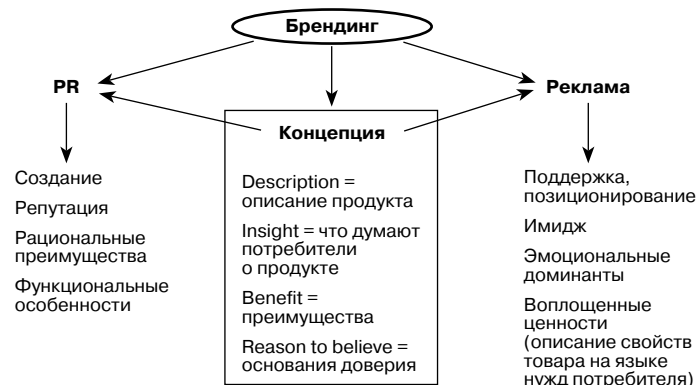 Брендинг
PR
Реклама
Концепция
Создание
Репутация
Рациональные
преимущества
Функциональные
особенности
Description =
описание продукта
Insight = что думают
потребители
о продукте
Benefit =
преимущества
Reason to believe =
основания доверия
Поддержка,
позиционирование
Имидж
Эмоциональные
доминанты
Воплощенные
ценности
(описание свойств
товара на языке
нужд потребителя)